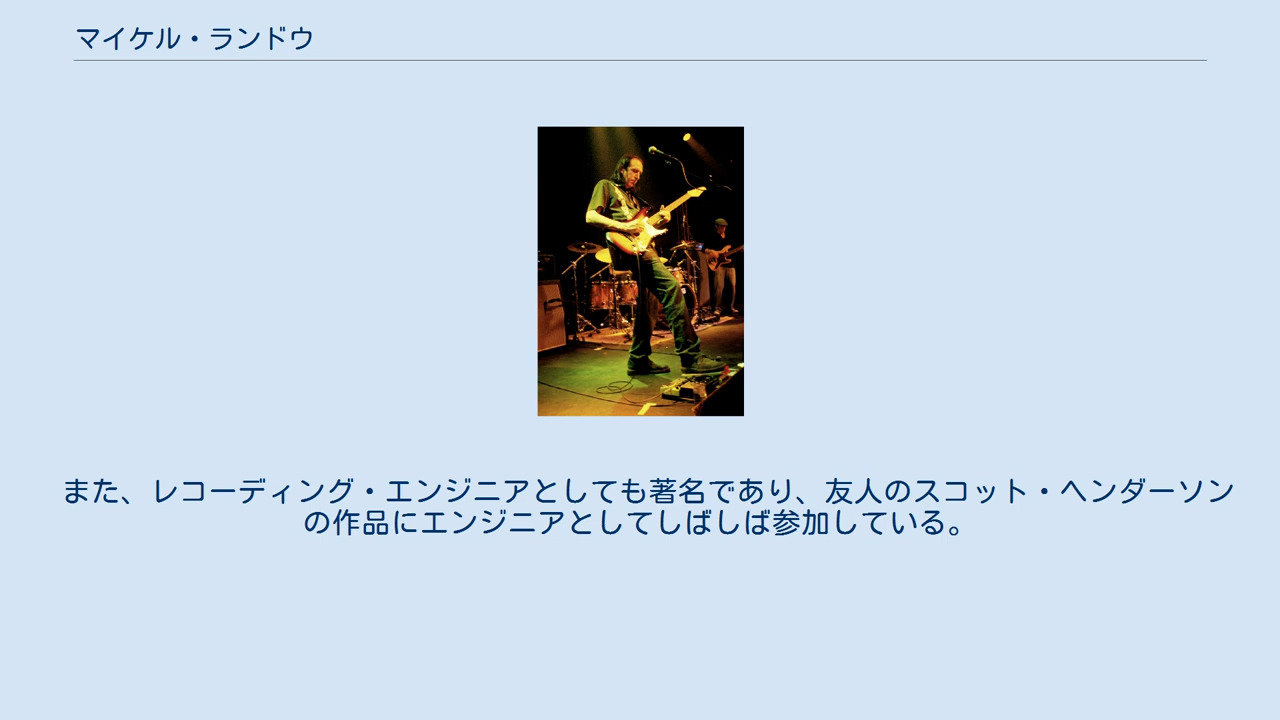 マイケル・ランドウ
また、レコーディング・エンジニアとしても著名であり、友人のスコット・ヘンダーソン
の作品にエンジニアとしてしばしば参加している。